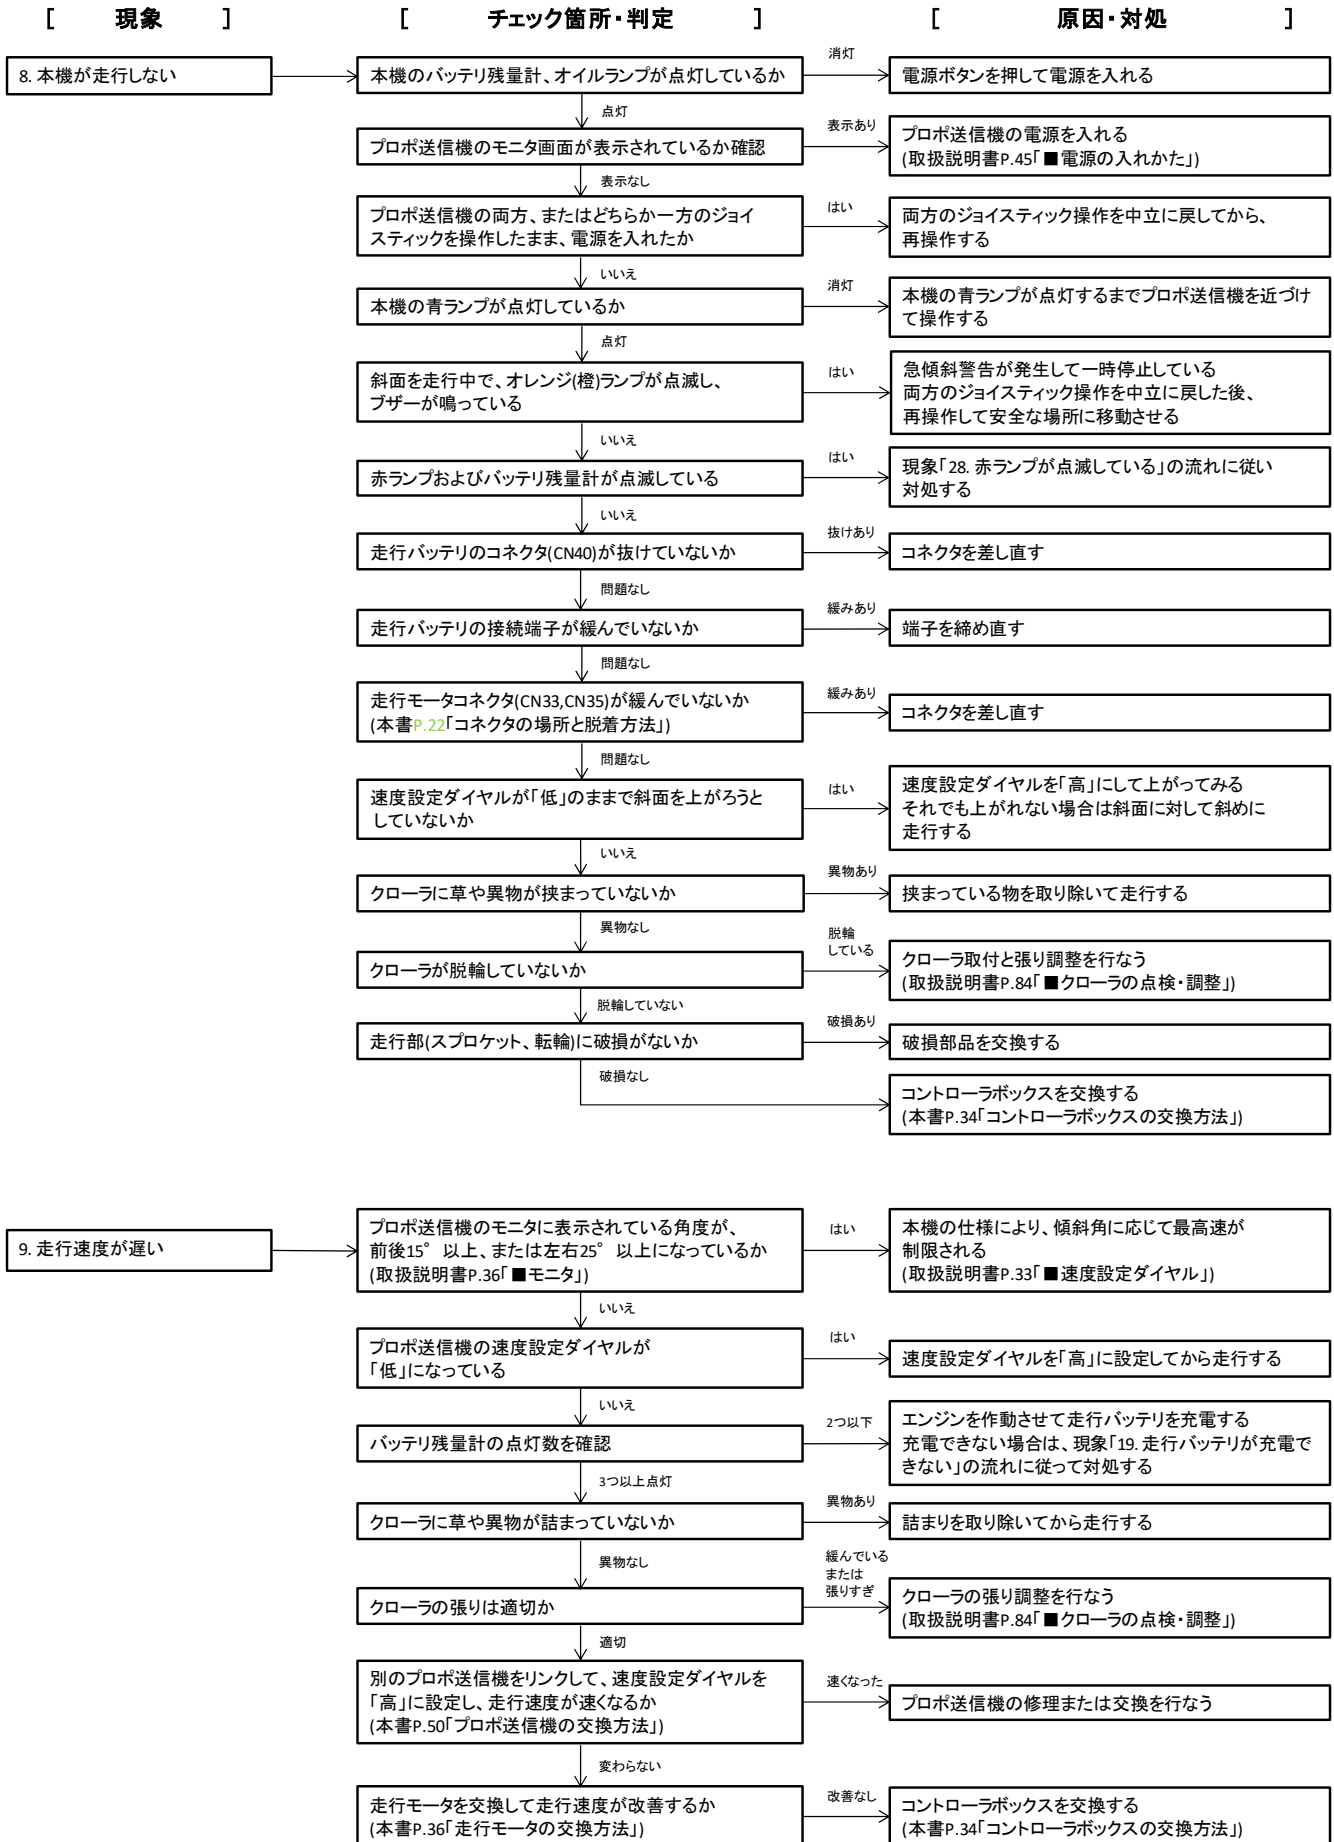 [ 現象 ] [ チェック箇所・判定 ] [ 原因・対処 ]
8. 本機が走行しない
本機のバッテリ残量計、オイルランプが点灯しているか
消灯
電源ボタンを押して電源を入れる
点灯
プロポ送信機のモニタ画面が表示されているか確認
表示あり
プロポ送信機の電源を入れる
(取扱説明書P.45「■電源の入れかた」)
表示なし
プロポ送信機の両方、またはどちらか一方のジョイ
スティックを操作したまま、電源を入れたか
はい
両方のジョイスティック操作を中立に戻してから、
再操作する
いいえ
本機の青ランプが点灯しているか
消灯
本機の青ランプが点灯するまでプロポ送信機を近づけ
て操作する
点灯
斜面を走行中で、オレンジ(橙)ランプが点滅し、
ブザーが鳴っている
はい
急傾斜警告が発生して一時停止している
両方のジョイスティック操作を中立に戻した後、
再操作して安全な場所に移動させる
いいえ
赤ランプおよびバッテリ残量計が点滅している
はい
現象「28. 赤ランプが点滅している」の流れに従い
対処する
いいえ
走行バッテリのコネクタ(CN40)が抜けていないか
抜けあり
コネクタを差し直す
問題なし
走行バッテリの接続端子が緩んでいないか
緩みあり
端子を締め直す
問題なし
走行モータコネクタ(CN33,CN35)が緩んでいないか
(本書P.22「コネクタの場所と脱着方法」)
緩みあり
コネクタを差し直す
問題なし
速度設定ダイヤルが「低」のままで斜面を上がろうと
していないか
はい
速度設定ダイヤルを「高」にして上がってみる
それでも上がれない場合は斜面に対して斜めに
走行する
いいえ
クローラに草や異物が挟まっていないか
異物あり
挟まっている物を取り除いて走行する
異物なし
クローラが脱輪していないか
脱輪
している
クローラ取付と張り調整を行なう
(取扱説明書P.84「■クローラの点検・調整」)
脱輪していない
走行部(スプロケット、転輪)に破損がないか
破損あり
破損部品を交換する
破損なし
コントローラボックスを交換する
(本書P.34「コントローラボックスの交換方法」)
9. 走行速度が遅い
プロポ送信機のモニタに表示されている角度が、
前後15°以上、または左右25°以上になっているか
(取扱説明書P.36「■モニタ」)
はい
本機の仕様により、傾斜角に応じて最高速が
制限される
(取扱説明書P.33「■速度設定ダイヤル」)
いいえ
プロポ送信機の速度設定ダイヤルが
「低」になっている
はい
速度設定ダイヤルを「高」に設定してから走行する
いいえ
バッテリ残量計の点灯数を確認
2つ以下
エンジンを作動させて走行バッテリを充電する
充電できない場合は、現象「19. 走行バッテリが充電で
きない」の流れに従って対処する
3つ以上点灯
クローラに草や異物が詰まっていないか
異物あり
詰まりを取り除いてから走行する
異物なし
クローラの張りは適切か
緩んでいる
または
張りすぎ
クローラの張り調整を行なう
(取扱説明書P.84「■クローラの点検・調整」)
適切
別のプロポ送信機をリンクして、速度設定ダイヤルを
「高」に設定し、走行速度が速くなるか
(本書P.50「プロポ送信機の交換方法」)
速くなった
プロポ送信機の修理または交換を行なう
変わらない
走行モータを交換して走行速度が改善するか
(本書P.36「走行モータの交換方法」)
改善なし
コントローラボックスを交換する
(本書P.34「コントローラボックスの交換方法」)